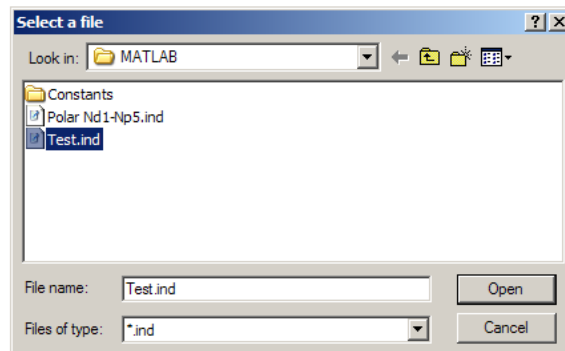 Select a file
Look in: MATLAB
Constants
Polar Nd1-Np5.ind
Test.ind
File name: Test.ind Open
Files of type: *.ind Cancel